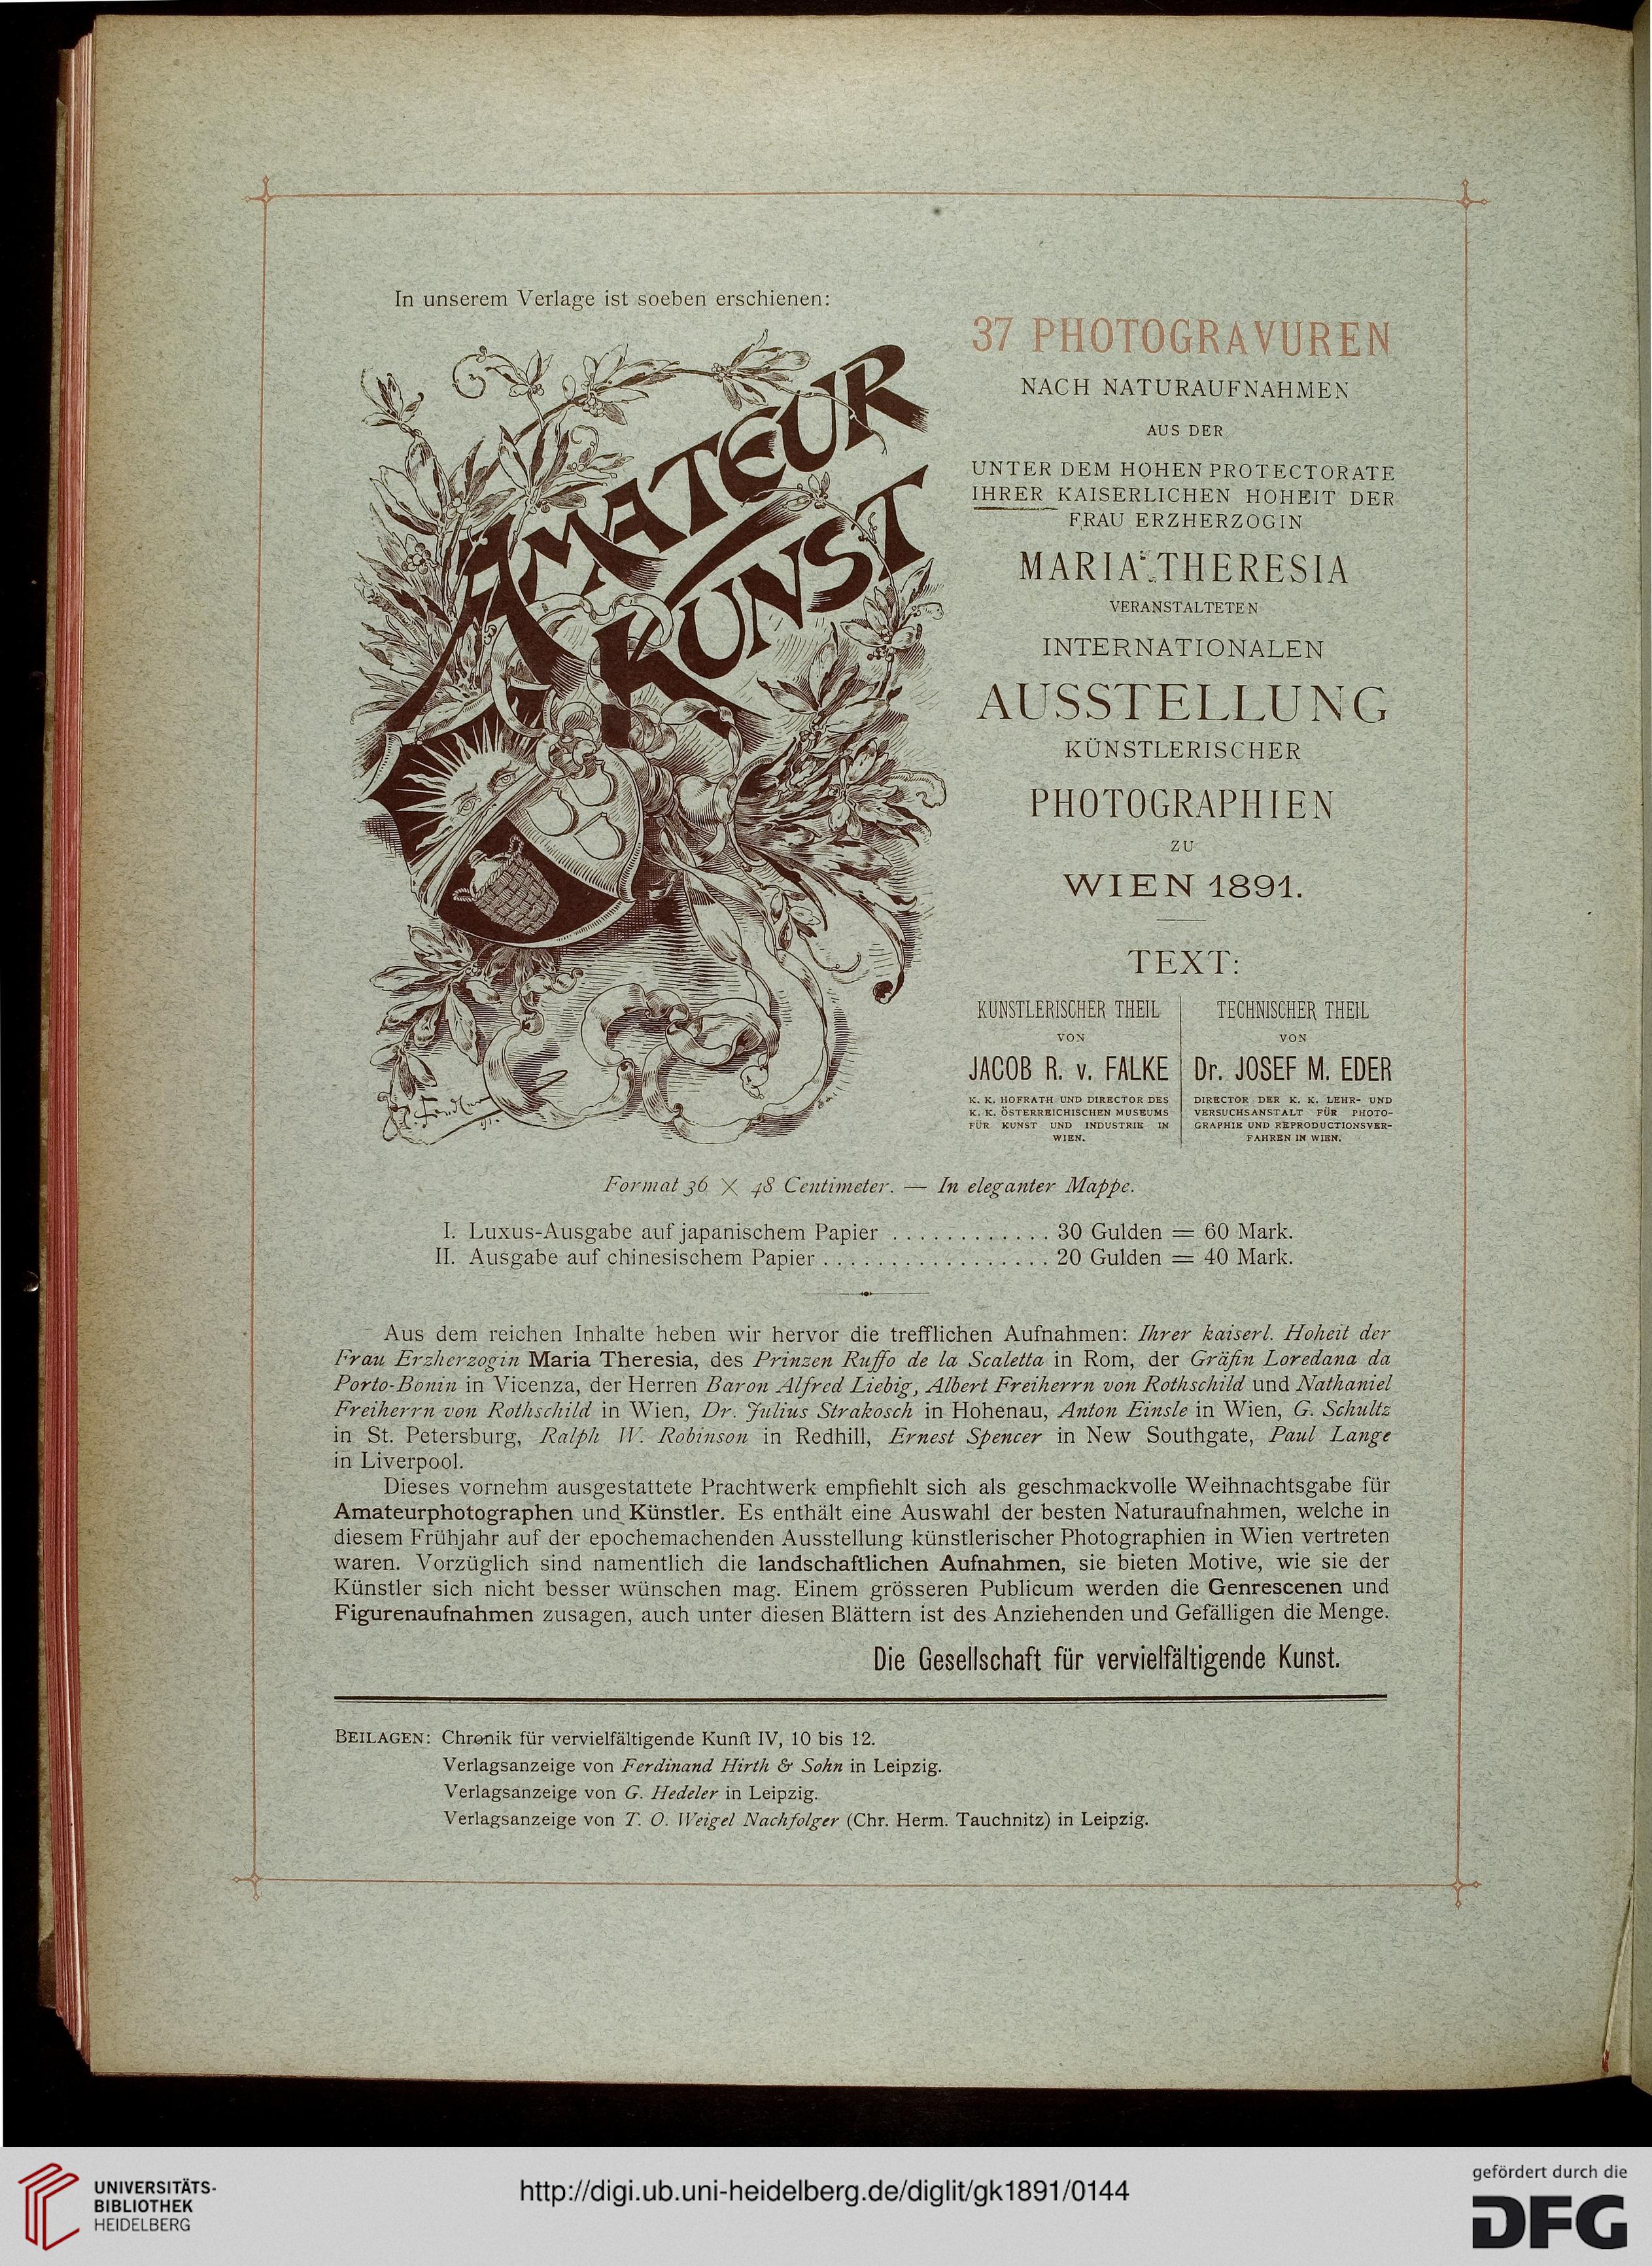 In unserem Verlage ist soeben erschienen:
AMATEUR
KUNST
37 PHOTOGRAVUREN
NACH NATURAUFNAHMEN
AUS DER
UNTER DEM HOHEN PROTECTORATE
IHRER KAISERLICHEN HOHEIT DER
FRAU ERZHERZOGIN
MARIA THERESIA
VERANSTALTETEN
INTERNATIONALEN
AUSSTELLUNG
KÜNSTLERISCHER
PHOTOGRAPHIEN
ZU
WIEN 1891.
TEXT:
KÜNSTLERISCHER THEIL
VON
JACOB R. v. FALKE
K. K. HOFRATH UND DIRECTOR DES
K. K. ÖSTERREICHISCHEN MUSEUMS
FÜR KUNST UND INDUSTRIE IN
WIEN.
TECHNISCHER THEIL
VON
Dr. JOSEF M. EDER
DIRECTOR DER K. K. LEHR- UND
VERSUCHSANSTALT FÜR PHOTO-
GRAPHIE UND REPRODUCTIONSVER-
FAHREN IN WIEN.
Format 36 × 48 Centimeter. — In eleganter Mappe.
I. Luxus-Ausgabe auf japanischem Papier . . . . . . . . . . . . 30 Gulden = 60 Mark.
II. Ausgabe auf chinesischem Papier . . . . . . . . . . . . . . . . . 20 Gulden = 40 Mark.
Aus dem reichen Inhalte heben wir hervor die trefflichen Aufnahmen: Ihrer kaiserl. Hoheit der
Frau Erzherzogin Maria Theresia, des Prinzen Ruffo de la Scaletta in Rom, der Gräfin Loredana da
Porto-Bonin in Vicenza, der Herren Baron Alfred Liebig, Albert Freiherrn von Rothschild und Nathaniel
Freiherrn von Rothschild in Wien, Dr. Julius Strakosch in Hohenau, Anton Einsle in Wien, G. Schultz
in St. Petersburg, Ralph W. Robinson in Redhill, Ernest Spencer in New Southgate, Paul Lange
in Liverpool.
Dieses vornehm ausgestattete Prachtwerk empfiehlt sich als geschmackvolle Weihnachtsgabe für
Amateurphotographen und Künstler. Es enthält eine Auswahl der besten Naturaufnahmen, welche in
diesem Frühjahr auf der epochemachenden Ausstellung künstlerischer Photographien in Wien vertreten
waren. Vorzüglich sind namentlich die landschaftlichen Aufnahmen, sie bieten Motive, wie sie der
Künstler sich nicht besser wünschen mag. Einem grösseren Publicum werden die Genrescenen und
Figurenaufnahmen zusagen, auch unter diesen Blättern ist des Anziehenden und Gefälligen die Menge.
Die Gesellschaft für vervielfältigende Kunst.
BEILAGEN: Chronik für vervielfältigende Kunſt IV, 10 bis 12.
Verlagsanzeige von Ferdinand Hirth & Sohn in Leipzig.
Verlagsanzeige von G. Hedeler in Leipzig.
Verlagsanzeige von T. O. Weigel Nachfolger (Chr. Herm. Tauchnitz) in Leipzig.
UNIVERSITÄTS-
BIBLIOTHEK
HEIDELBERG
http://digi.ub.uni-heidelberg.de/diglit/gk1891/0144
gefördert durch die
DFG